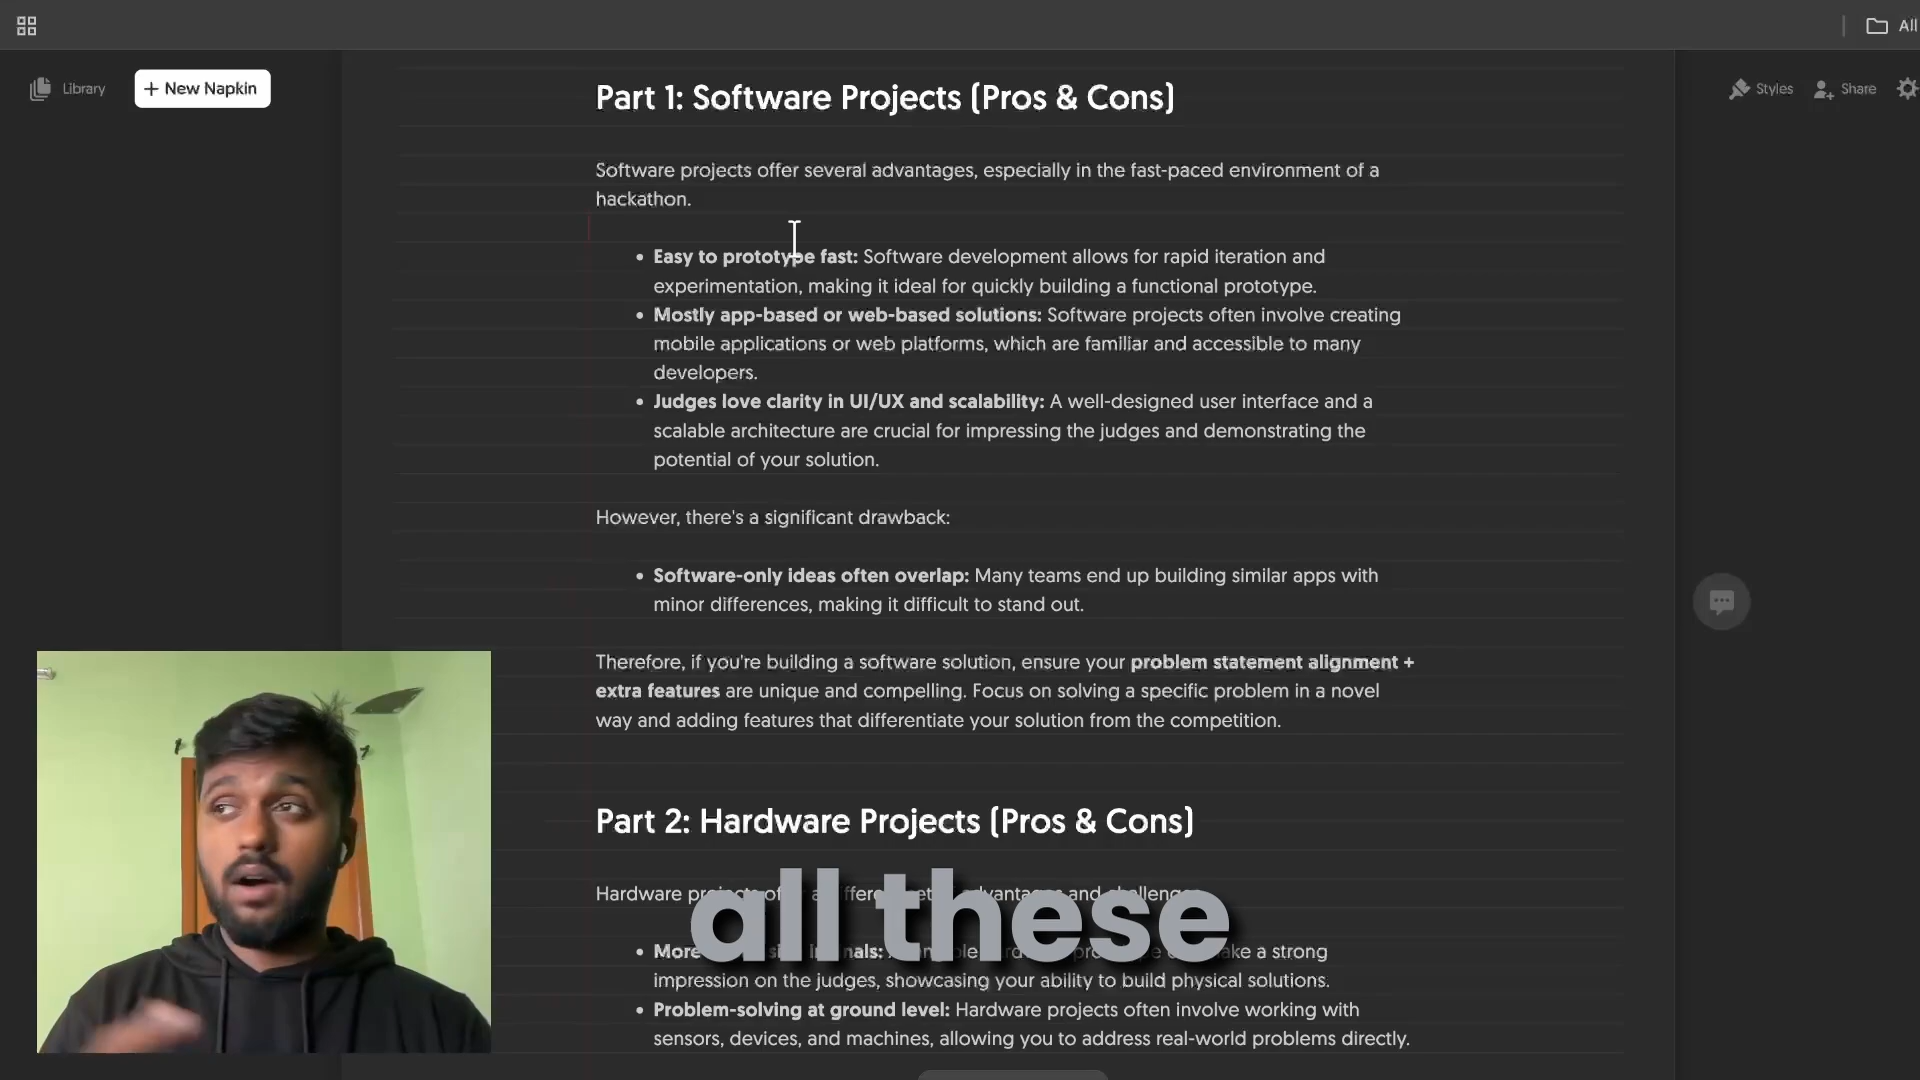 All
Library
+ New Napkin
Styles
Share
Part 1: Software Projects (Pros & Cons)
Software projects offer several advantages, especially in the fast-paced environment of a
hackathon.
• Easy to prototype fast: Software development allows for rapid iteration and
experimentation, making it ideal for quickly building a functional prototype.
• Mostly app-based or web-based solutions: Software projects often involve creating
mobile applications or web platforms, which are familiar and accessible to many
developers.
• Judges love clarity in UI/UX and scalability: A well-designed user interface and a
scalable architecture are crucial for impressing the judges and demonstrating the
potential of your solution.
However, there's a significant drawback:
• Software-only ideas often overlap: Many teams end up building similar apps with
minor differences, making it difficult to stand out.
Therefore, if you're building a software solution, ensure your problem statement alignment +
extra features are unique and compelling. Focus on solving a specific problem in a novel
way and adding features that differentiate your solution from the competition.
Part 2: Hardware Projects (Pros & Cons)
Hardware and challenges
all these
• More make a strong
impression on the judges, showcasing your ability to build physical solutions.
• Problem-solving at ground level: Hardware projects often involve working with
sensors, devices, and machines, allowing you to address real-world problems directly.